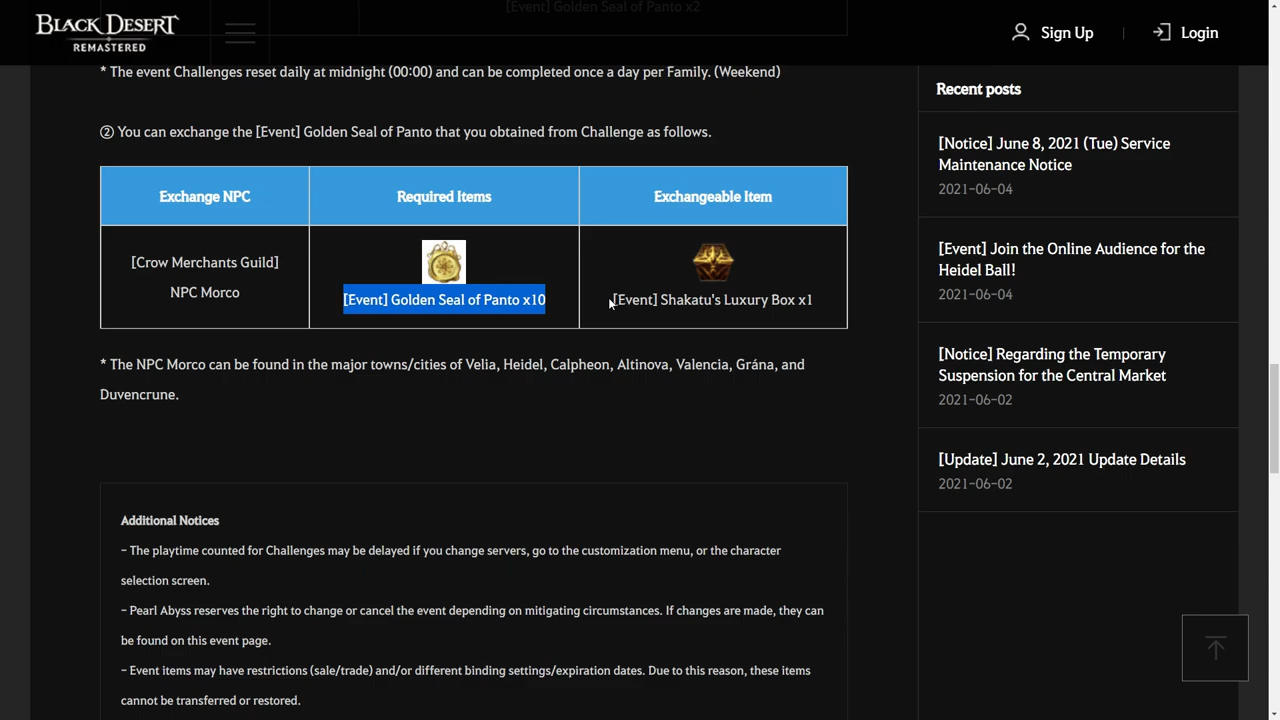 [Event] Golden Seal of Panto x2
BLACK DESERT
REMASTERED
Sign Up
Login
* The event Challenges reset daily at midnight (00:00) and can be completed once a day per Family. (Weekend)
② You can exchange the [Event] Golden Seal of Panto that you obtained from Challenge as follows.
Exchange NPC
Required Items
Exchangeable Item
[Crow Merchants Guild]
NPC Morco
[Event] Golden Seal of Panto x10
[Event] Shakatu's Luxury Box x1
* The NPC Morco can be found in the major towns/cities of Velia, Heidel, Calpheon, Altinova, Valencia, Grána, and
Duvencrune.
Additional Notices
- The playtime counted for Challenges may be delayed if you change servers, go to the customization menu, or the character
selection screen.
- Pearl Abyss reserves the right to change or cancel the event depending on mitigating circumstances. If changes are made, they can
be found on this event page.
- Event items may have restrictions (sale/trade) and/or different binding settings/expiration dates. Due to this reason, these items
cannot be transferred or restored.
Recent posts
[Notice] June 8, 2021 (Tue) Service
Maintenance Notice
2021-06-04
[Event] Join the Online Audience for the
Heidel Ball!
2021-06-04
[Notice] Regarding the Temporary
Suspension for the Central Market
2021-06-02
[Update] June 2, 2021 Update Details
2021-06-02